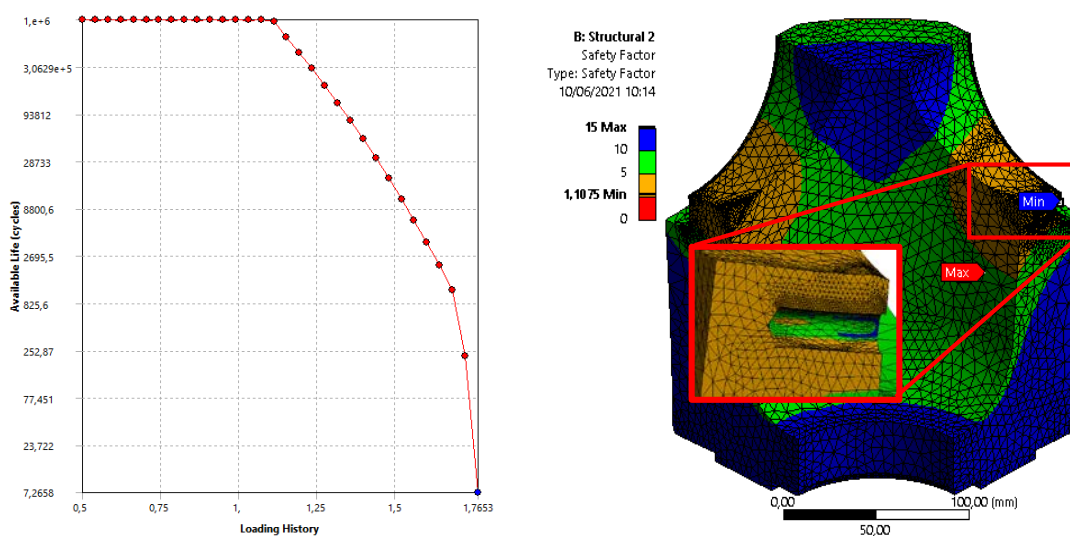 Available Life (cycles)
1,e+6
3,0629e+5
93812
28733
8800,6
2695,5
825,6
252,87
77,451
23,722
7,2658
0,5
0,75
1,
1,25
1,5
1,7653
Loading History
B: Structural 2
Safety Factor
Type: Safety Factor
10/06/2021 10:14
15 Max
10
5
1,1075 Min
0
Min
Max
0,00
100,00 (mm)
50,00